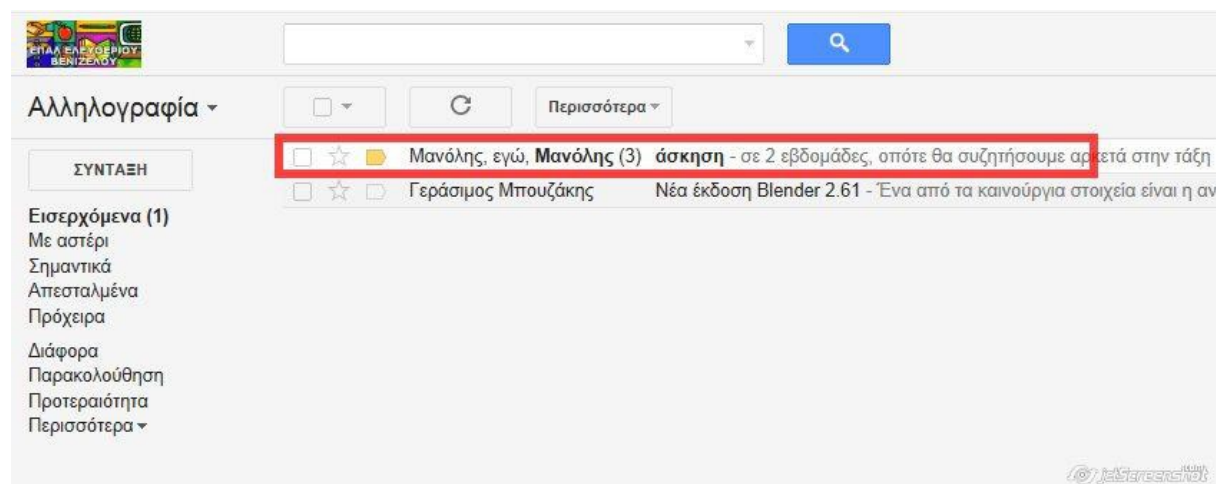 ΕΠΑΛ ΕΛΕΥΘΕΡΙΟΥ
ΒΕΝΙΖΕΛΟΥ
Αλληλογραφία
Περισσότερα
ΣΥΝΤΑΞΗ
Εισερχόμενα (1)
Με αστέρι
Σημαντικά
Απεσταλμένα
Πρόχειρα
Διάφορα
Παρακολούθηση
Προτεραιότητα
Περισσότερα
Μανόλης, εγώ, Μανόλης (3) άσκηση - σε 2 εβδομάδες, οπότε θα συζητήσουμε αρκετά στην τάξη
Γεράσιμος Μπουζάκης Νέα έκδοση Blender 2.61 - Ένα από τα καινούργια στοιχεία είναι η αν
jetScreenshot
.com